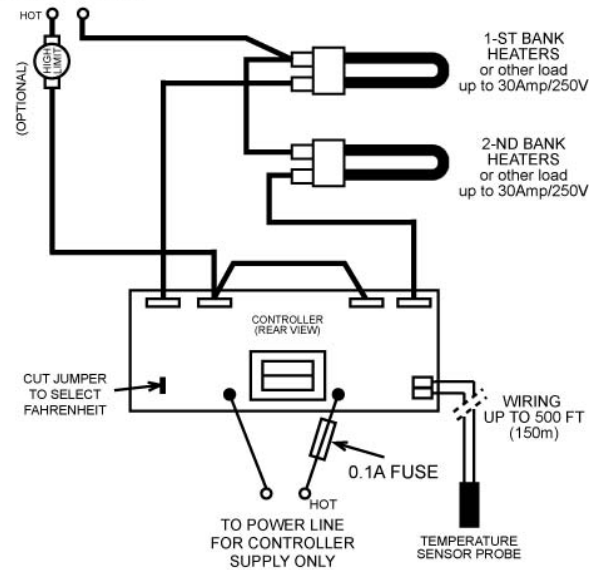 HOT
HIGH
LIMIT
(OPTIONAL)
1-ST BANK
HEATERS
or other load
up to 30Amp/250V
2-ND BANK
HEATERS
or other load
up to 30Amp/250V
CONTROLLER
(REAR VIEW)
CUT JUMPER
TO SELECT
FAHRENHEIT
WIRING
UP TO 500 FT
(150m)
0.1A FUSE
HOT
TO POWER LINE
FOR CONTROLLER
SUPPLY ONLY
TEMPERATURE
SENSOR PROBE